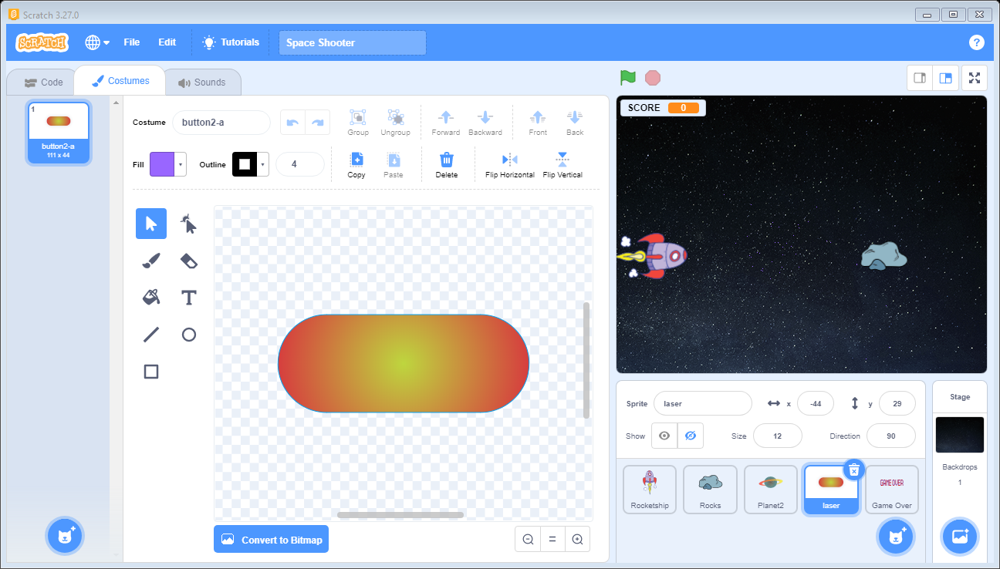 Scratch 3.27.0
SCRATCH
File
Edit
Tutorials
Space Shooter
?
Code
Costumes
Sounds
1
button2-a
111 x 44
Costume
button2-a
Group
Ungroup
Forward
Backward
Front
Back
Fill
Outline
4
Copy
Paste
Delete
Flip Horizontal
Flip Vertical
T
Convert to Bitmap
SCORE 0
Sprite
laser
x
-44
y
29
Show
Size
12
Direction
90
Rocketship
Rocks
Planet2
laser
GAME OVER
Game Over
Stage
Backdrops
1